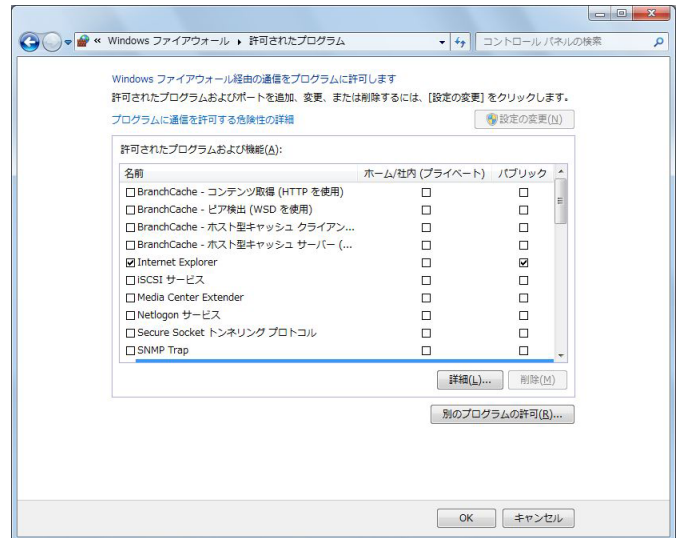 « Windows ファイアウォール ▸ 許可されたプログラム
コントロール パネルの検索
Windows ファイアウォール経由の通信をプログラムに許可します
許可されたプログラムおよびポートを追加、変更、または削除するには、[設定の変更] をクリックします。
プログラムに通信を許可する危険性の詳細
設定の変更(N)
許可されたプログラムおよび機能(A):
名前 ホーム/社内 (プライベート) パブリック
BranchCache - コンテンツ取得 (HTTP を使用)
BranchCache - ピア検出 (WSD を使用)
BranchCache - ホスト型キャッシュ クライアン...
BranchCache - ホスト型キャッシュ サーバー (...
Internet Explorer
iSCSI サービス
Media Center Extender
Netlogon サービス
Secure Socket トンネリング プロトコル
SNMP Trap
詳細(L)... 削除(M)
別のプログラムの許可(R)...
OK キャンセル